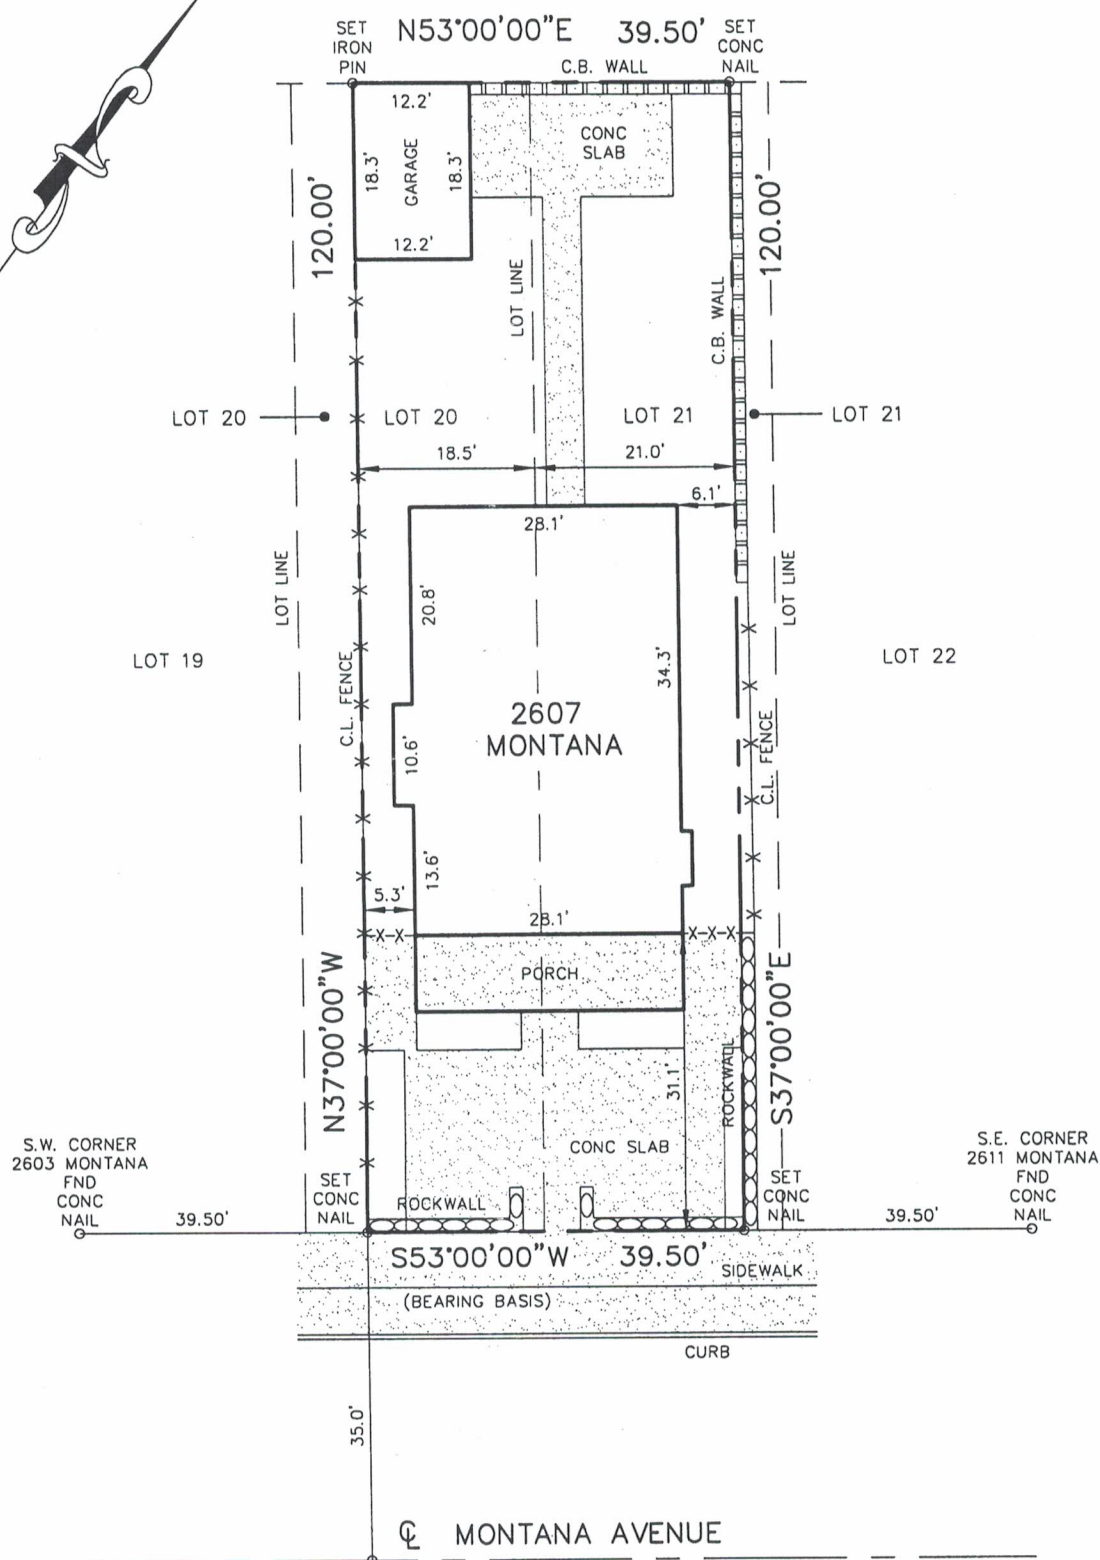 SET
IRON
PIN
N53°00'00"E 39.50'
SET
CONC
NAIL
C.B. WALL
12.2'
18.3'
GARAGE
18.3'
12.2'
CONC
SLAB
120.00'
120.00'
LOT LINE
C.B. WALL
LOT 20
LOT 20
LOT 21
LOT 21
18.5'
21.0'
6.1'
28.1'
20.8'
LOT LINE
LOT LINE
LOT 19
LOT 22
34.3'
C.L. FENCE
2607
MONTANA
10.6'
C.L. FENCE
13.6'
5.3'
28.1'
PORCH
N37°00'00"W
S37°00'00"E
31.1'
ROCKWALL
CONC SLAB
S.W. CORNER
2603 MONTANA
FND
CONC
NAIL
39.50'
SET
CONC
NAIL
ROCKWALL
SET
CONC
NAIL
S.E. CORNER
2611 MONTANA
FND
CONC
NAIL
39.50'
S53°00'00"W 39.50'
SIDEWALK
(BEARING BASIS)
CURB
35.0'
℄ MONTANA AVENUE